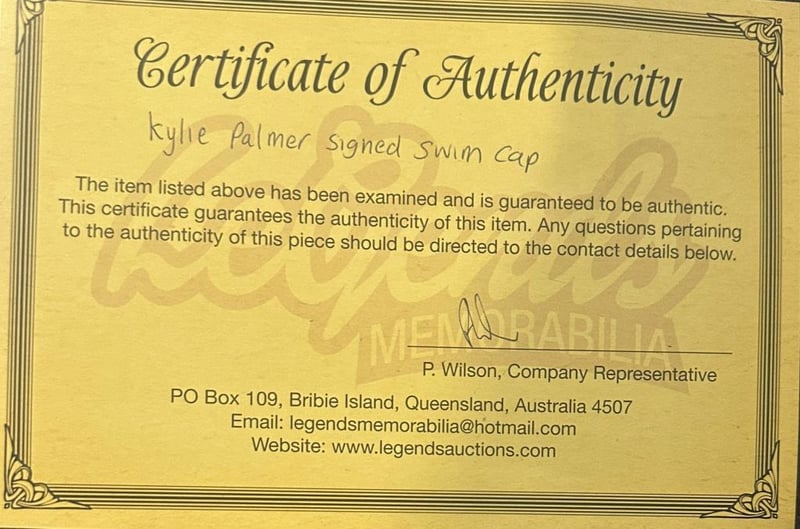 Certificate of Authenticity
Kylie Palmer signed swim cap
The item listed above has been examined and is guaranteed to be authentic.
This certificate guarantees the authenticity of this item. Any questions pertaining
to the authenticity of this piece should be directed to the contact details below.
Legends
MEMORABILIA
P. Wilson, Company Representative
PO Box 109, Bribie Island, Queensland, Australia 4507
Email: legendsmemorabilia@hotmail.com
Website: www.legendsauctions.com